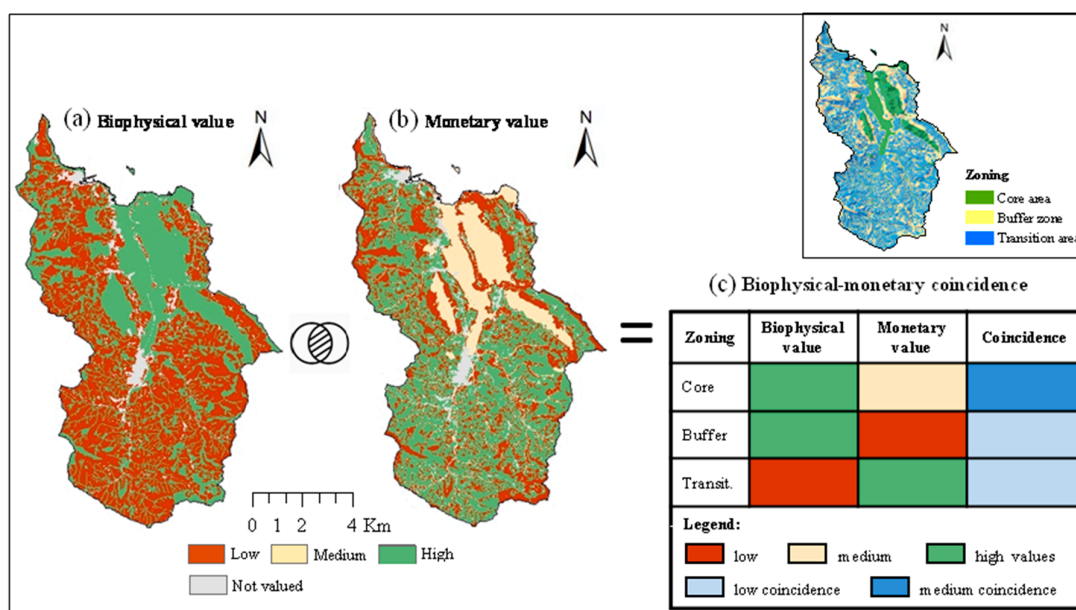 N
Zoning
Core area
Buffer zone
Transition area
(a) Biophysical value
N
(b) Monetary value
N
0 1 2 4 Km
Low
Medium
High
Not valued
=
(c) Biophysical-monetary coincidence
Zoning Biophysical value Monetary value Coincidence
Core
Buffer
Transit.
Legend:
low
medium
high values
low coincidence
medium coincidence